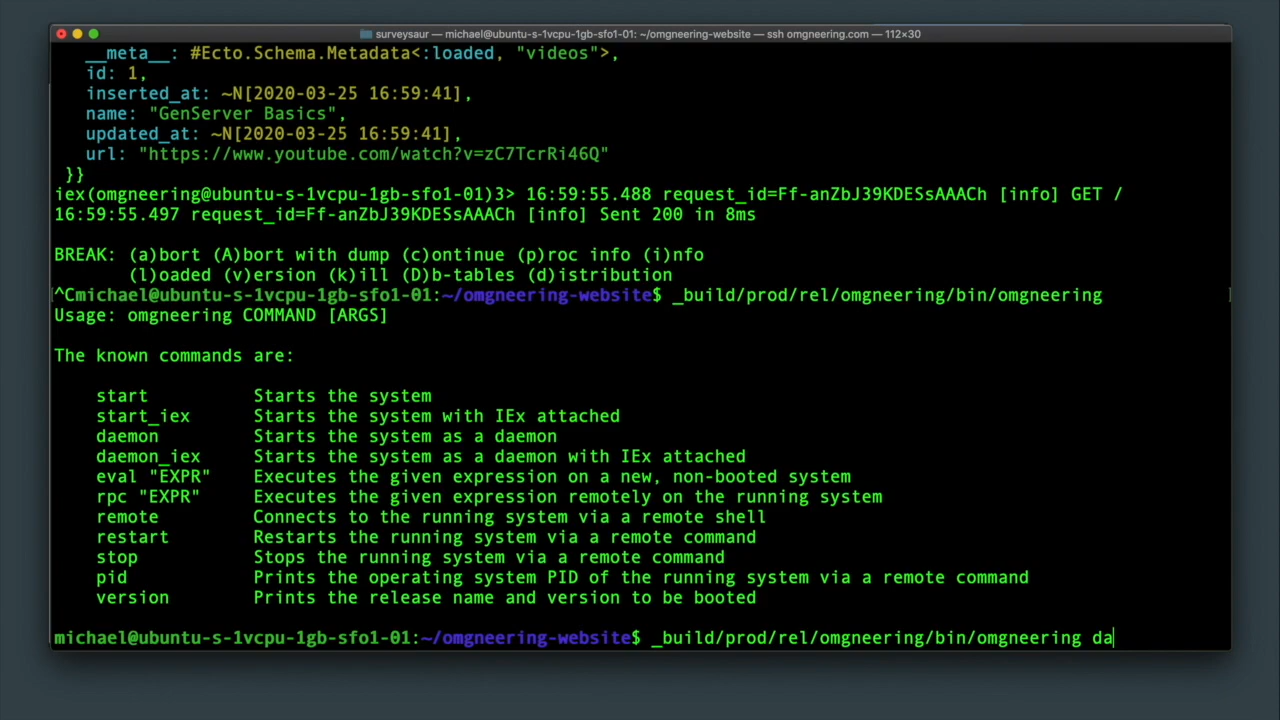 surveysaur — michael@ubuntu-s-1vcpu-1gb-sfo1-01: ~/omgneering-website — ssh omgneering.com — 112×30
__meta__: #Ecto.Schema.Metadata<:loaded, "videos">,
id: 1,
inserted_at: ~N[2020-03-25 16:59:41],
name: "GenServer Basics",
updated_at: ~N[2020-03-25 16:59:41],
url: "https://www.youtube.com/watch?v=zC7TcrRi46Q"
}}
iex(omgneering@ubuntu-s-1vcpu-1gb-sfo1-01)3> 16:59:55.488 request_id=Ff-anZbJ39KDESsAAACh [info] GET /
16:59:55.497 request_id=Ff-anZbJ39KDESsAAACh [info] Sent 200 in 8ms
BREAK: (a)bort (A)bort with dump (c)ontinue (p)roc info (i)nfo
(l)oaded (v)ersion (k)ill (D)b-tables (d)istribution
^Cmichael@ubuntu-s-1vcpu-1gb-sfo1-01:~/omgneering-website$ _build/prod/rel/omgneering/bin/omgneering
Usage: omgneering COMMAND [ARGS]
The known commands are:
start Starts the system
start_iex Starts the system with IEx attached
daemon Starts the system as a daemon
daemon_iex Starts the system as a daemon with IEx attached
eval "EXPR" Executes the given expression on a new, non-booted system
rpc "EXPR" Executes the given expression remotely on the running system
remote Connects to the running system via a remote shell
restart Restarts the running system via a remote command
stop Stops the running system via a remote command
pid Prints the operating system PID of the running system via a remote command
version Prints the release name and version to be booted
michael@ubuntu-s-1vcpu-1gb-sfo1-01:~/omgneering-website$ _build/prod/rel/omgneering/bin/omgneering da